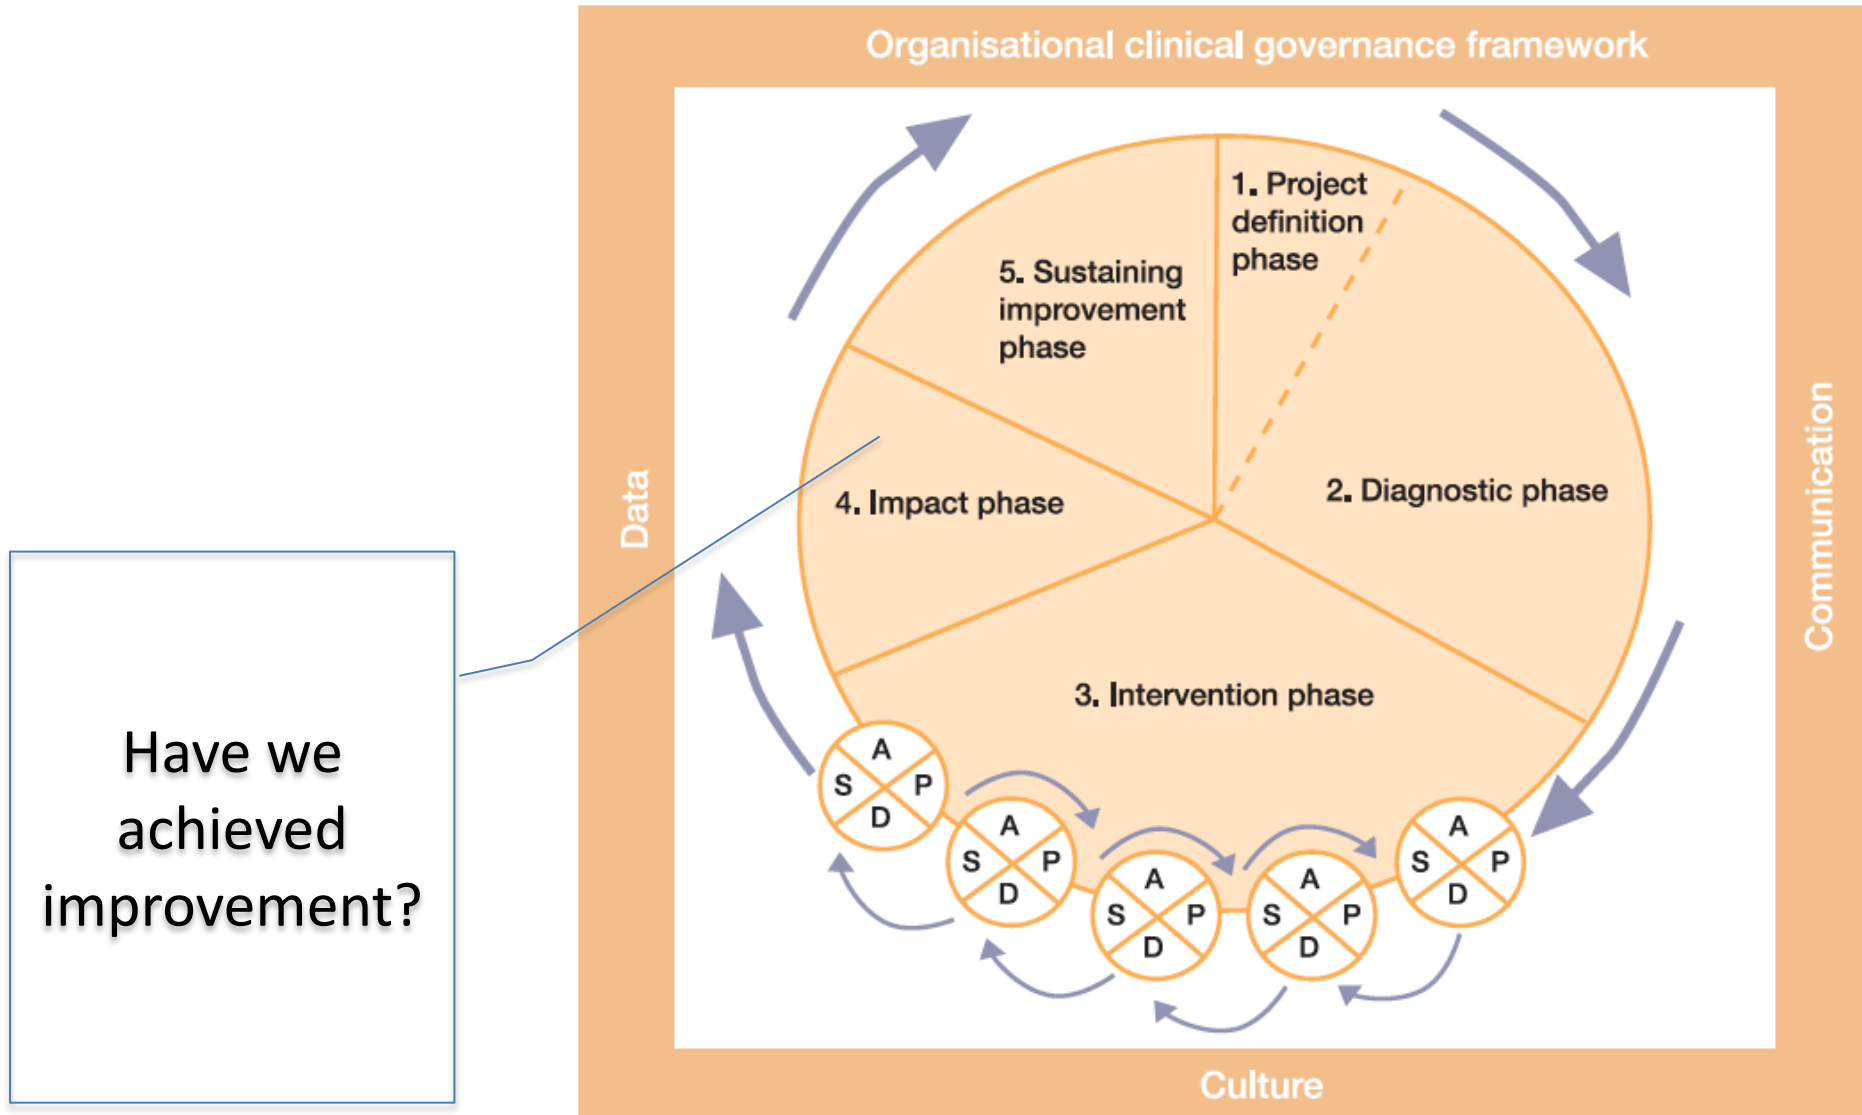 Organisational clinical governance framework
1. Project
definition
phase
5. Sustaining
improvement
phase
2. Diagnostic phase
4. Impact phase
3. Intervention phase
Data
Communication
Culture
Have we
achieved
improvement?
A
S P
D
A
S P
D
A
S P
D
A
S P
D
A
S P
D